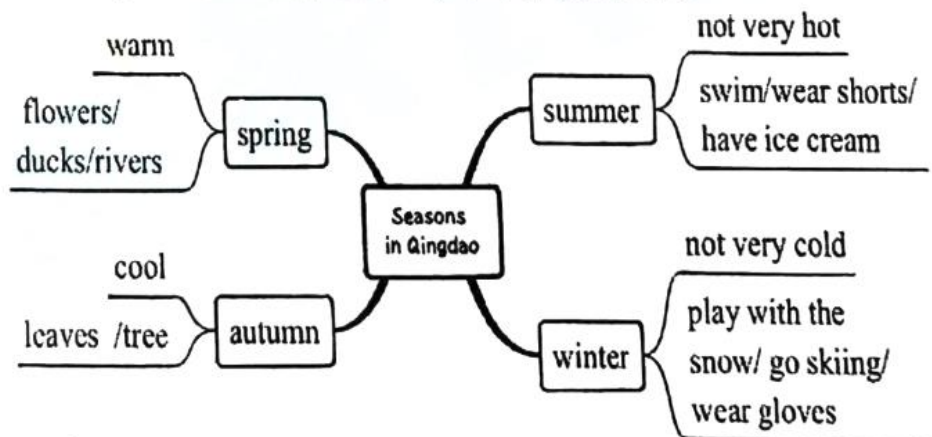 warm
flowers/
ducks/rivers
spring
not very hot
swim/wear shorts/
have ice cream
summer
Seasons
in Qingdao
cool
leaves /tree
autumn
not very cold
play with the
snow/ go skiing/
wear gloves
winter